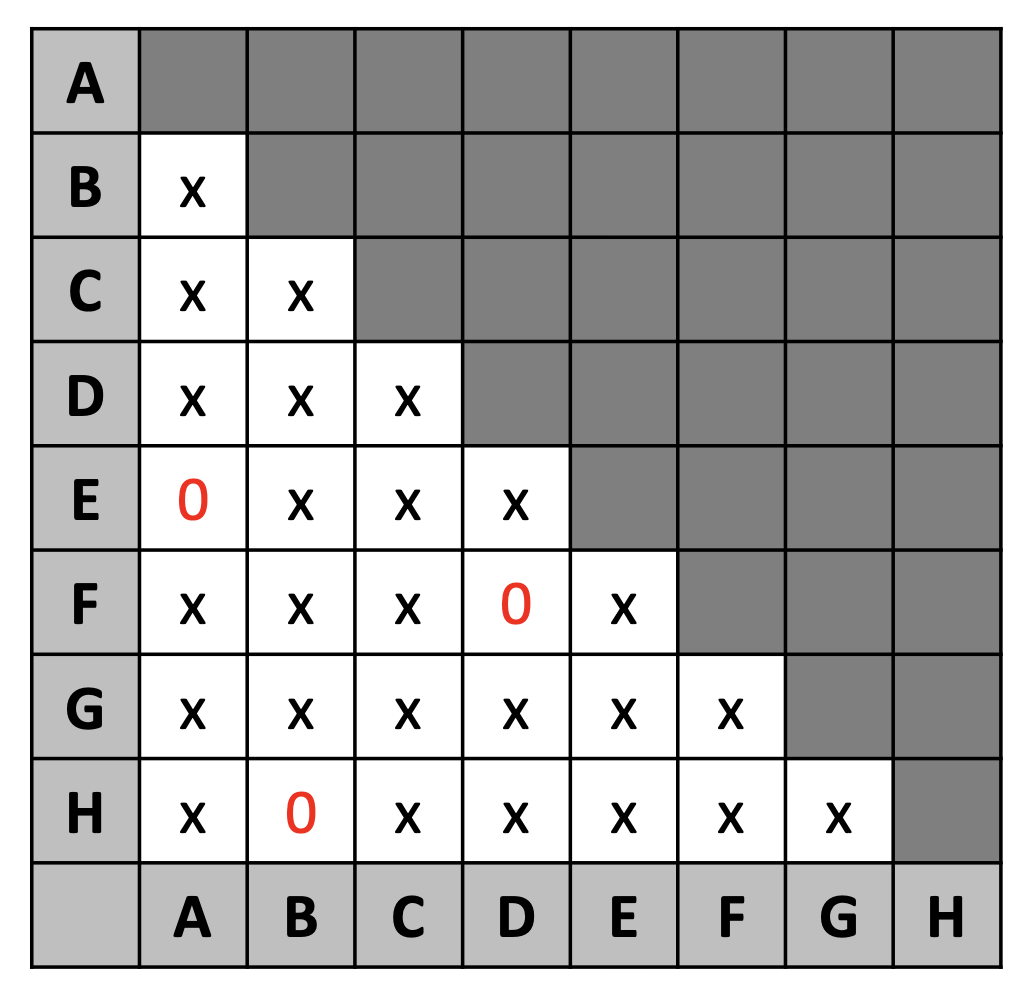 A
B x
C x x
D x x x
E 0 x x x
F x x x 0 x
G x x x x x x
H x 0 x x x x x
A B C D E F G H